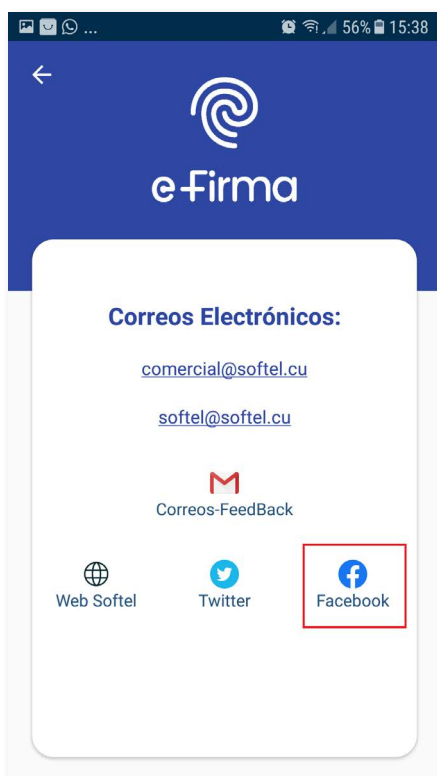 ... 56% 15:38
e-Firma
Correos Electrónicos:
comercial@softel.cu
softel@softel.cu
Correos-FeedBack
Web Softel Twitter Facebook